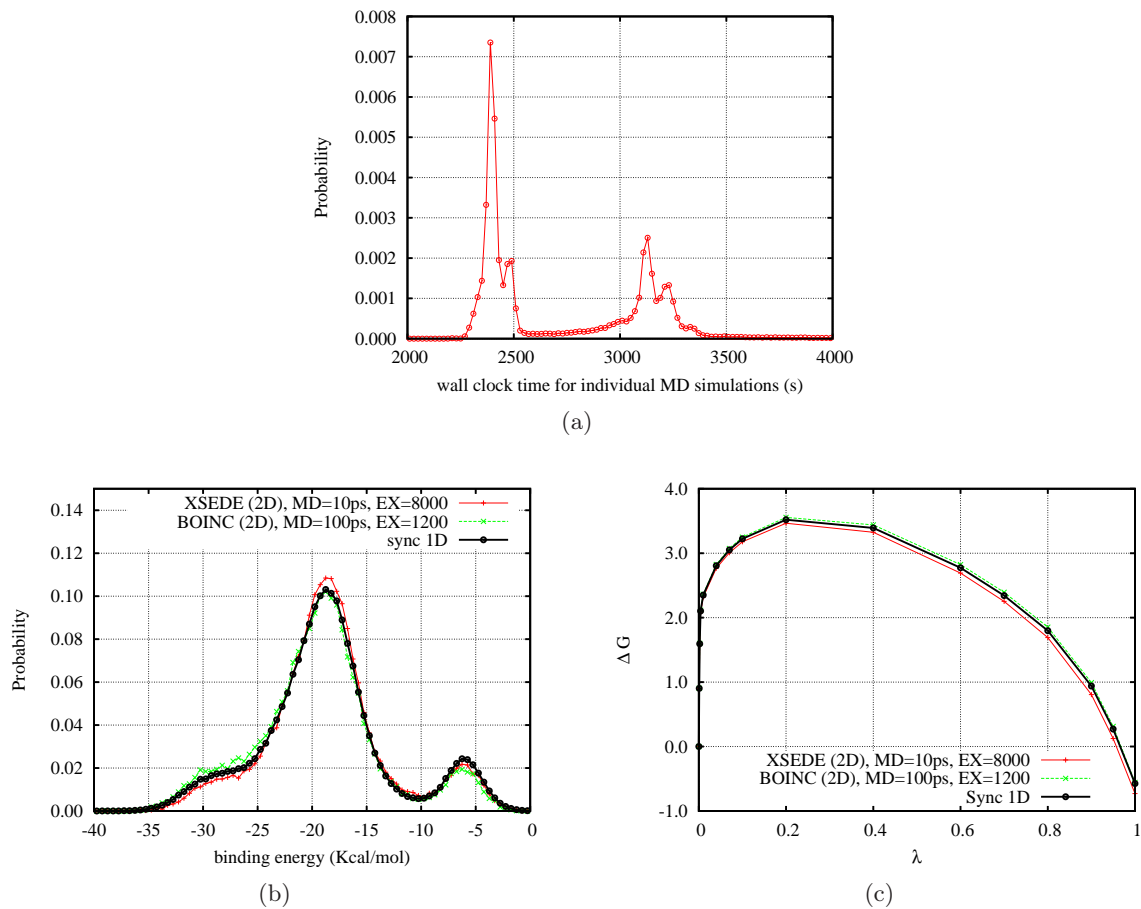 0.008
0.007
0.006
0.005
0.004
0.003
0.002
0.001
0.000
Probability
2000 2500 3000 3500 4000
wall clock time for individual MD simulations (s)
(a)
XSEDE (2D), MD=10ps, EX=8000
BOINC (2D), MD=100ps, EX=1200
sync 1D
0.14
0.12
0.10
0.08
0.06
0.04
0.02
0.00
Probability
-40 -35 -30 -25 -20 -15 -10 -5 0
binding energy (Kcal/mol)
(b)
4.0
3.0
2.0
1.0
0.0
-1.0
Δ G
XSEDE (2D), MD=10ps, EX=8000
BOINC (2D), MD=100ps, EX=1200
Sync 1D
0 0.2 0.4 0.6 0.8 1
λ
(c)